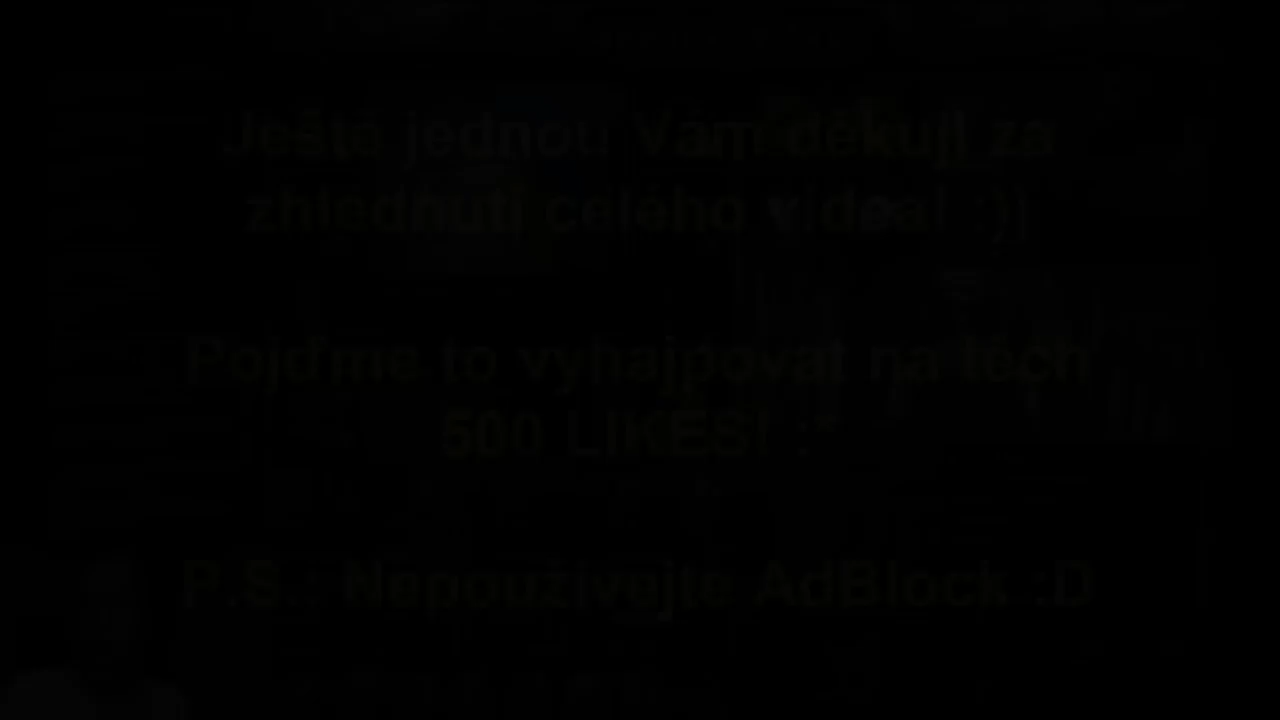 Ještě jednou Vám děkuji za
zhlédnutí celého videa! :))
Pojďme to vyhajpovat na těch
500 LIKES! :*
P.S.: Nepoužívejte AdBlock :D